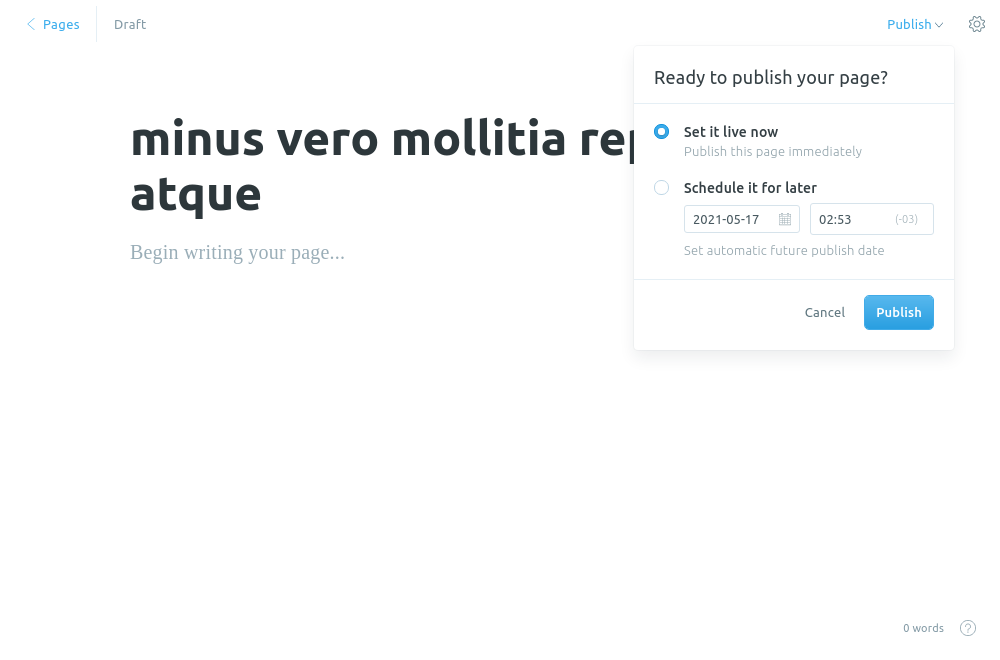 Pages
Draft
Publish
Ready to publish your page?
minus vero mollitia
atque
Begin writing your page...
Set it live now
Publish this page immediately
Schedule it for later
2021-05-17
02:53
(-03)
Set automatic future publish date
Cancel
Publish
0 words
?